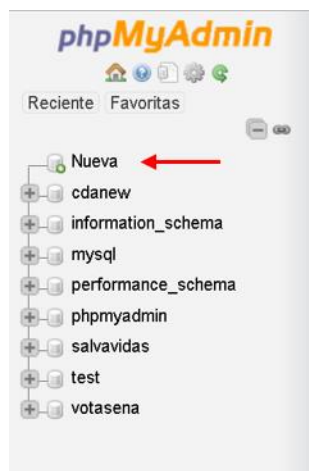 phpMyAdmin
Reciente Favoritas
Nueva
cdanew
information_schema
mysql
performance_schema
phpmyadmin
salvavidas
test
votasena